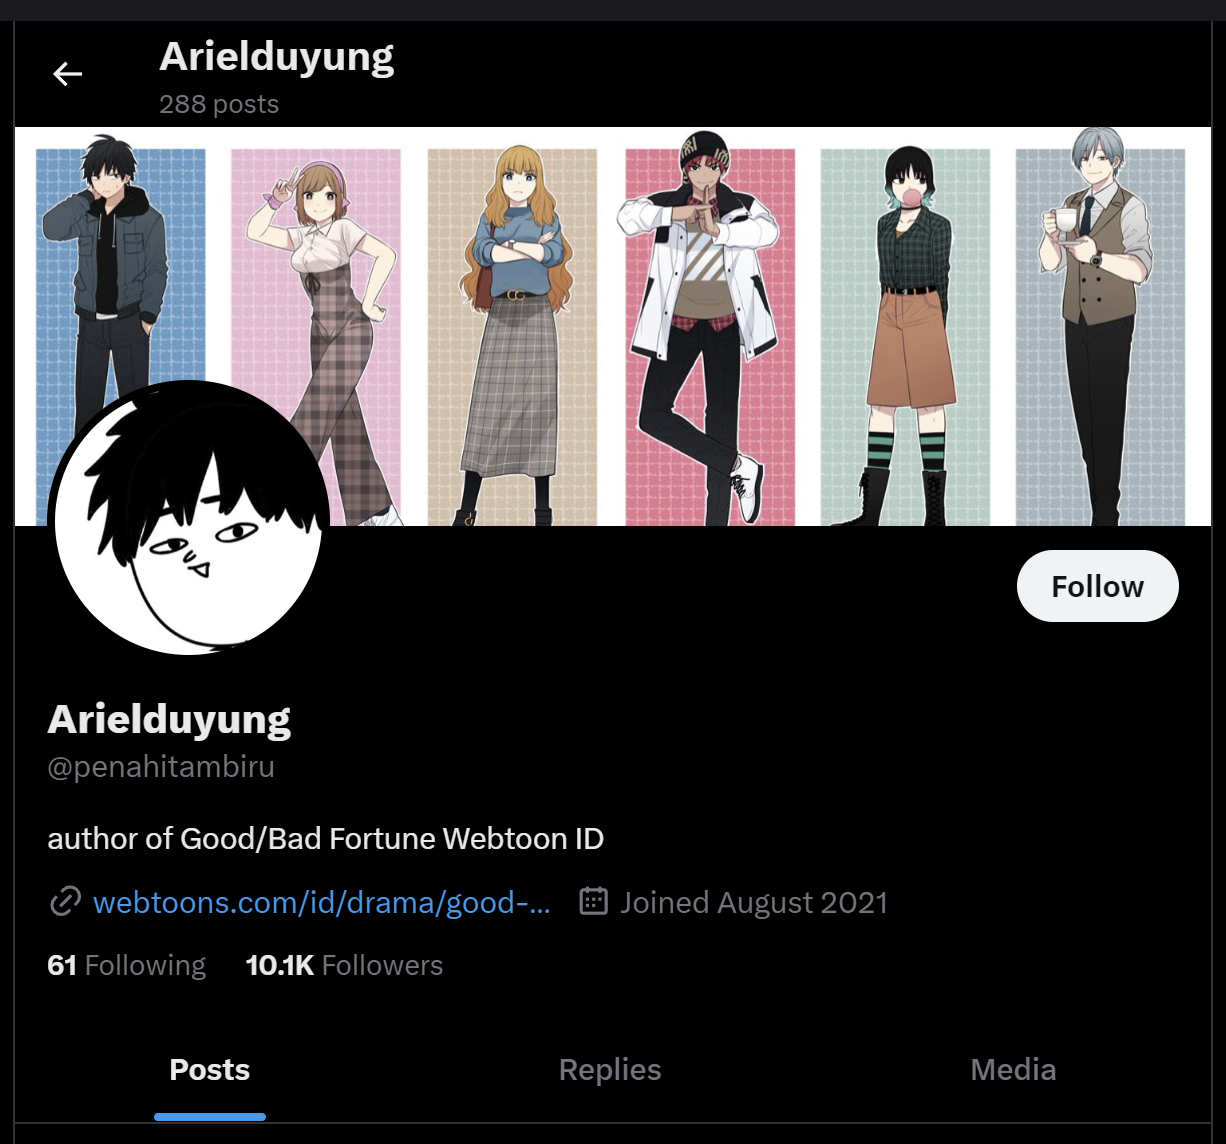 Arielduyung
288 posts
Follow
Arielduyung
@penahitambiru
author of Good/Bad Fortune Webtoon ID
webtoons.com/id/drama/good-... Joined August 2021
61 Following 10.1K Followers
Posts Replies Media